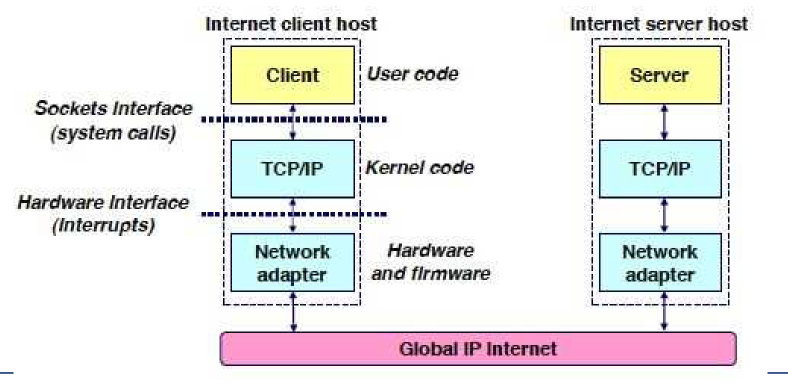 Internet client host
Internet server host
Client
User code
Server
Sockets Interface
(system calls)
TCP/IP
Kernel code
TCP/IP
Hardware Interface
(Interrupts)
Network
adapter
Hardware
and firmware
Network
adapter
Global IP Internet